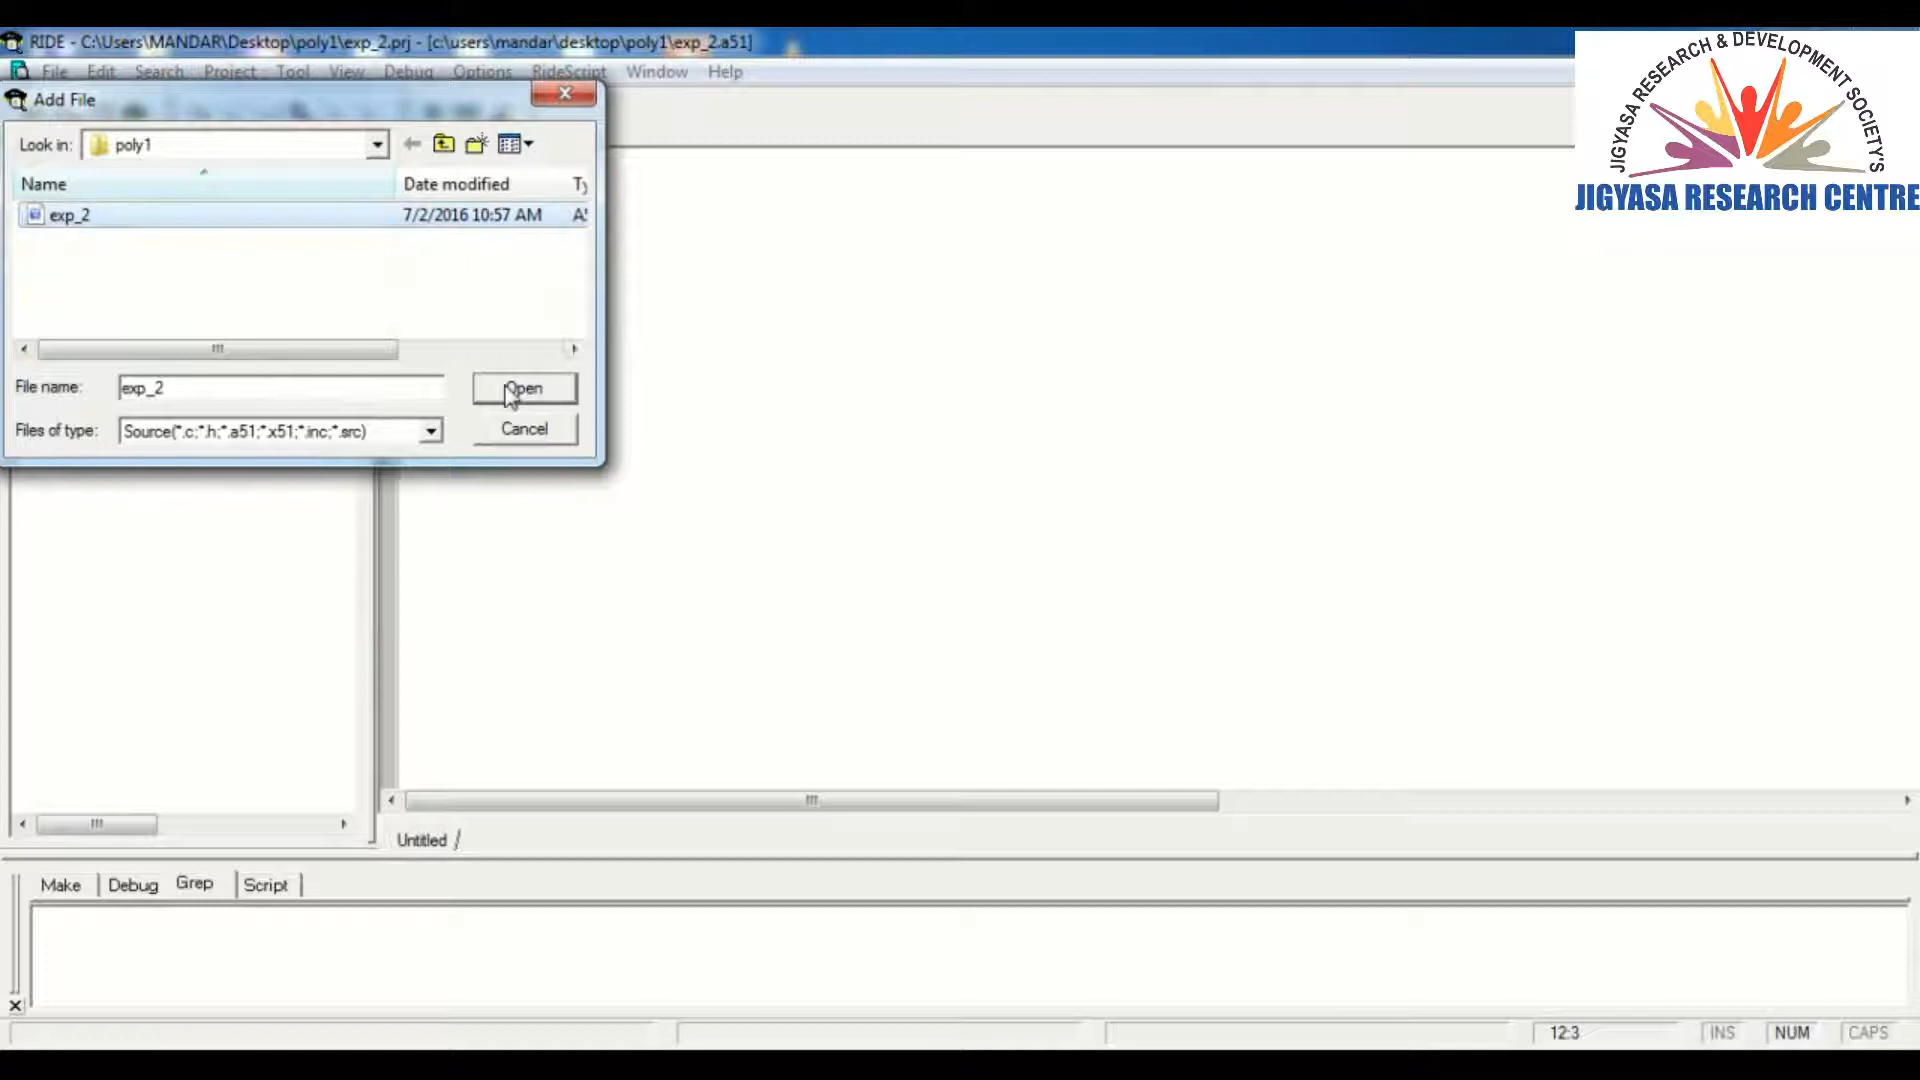 RIDE - C:\Users\MANDAR\Desktop\poly1\exp_2.prj - [c:\users\mandar\desktop\poly1\exp_2.a51]
File Edit Search Project Tool View Debug Options RideScript Window Help
JIGYASA RESEARCH & DEVELOPMENT SOCIETY'S
JIGYASA RESEARCH CENTRE
Add File
Look in: poly1
Name Date modified Ty
exp_2 7/2/2016 10:57 AM A5
File name: exp_2 Open
Files of type: Source(*.c;*.h;*.a51;*.x51;*.inc;*.src) Cancel
Untitled
Make Debug Grep Script
12:3 INS NUM CAPS